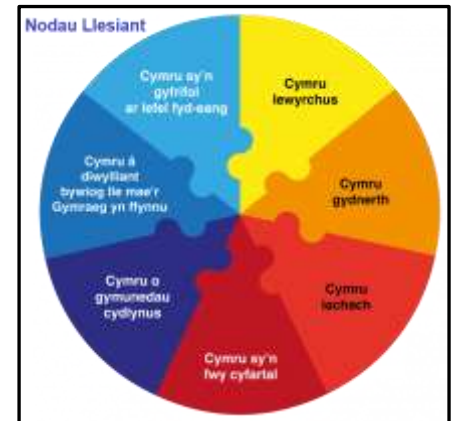 Nodau Llesiant
Cymru sy'n
gyfrifol
ar lefel fyd-eang
Cymru
lewyrchus
Cymru
gydnerth
Cymru
iachach
Cymru sy'n
fwy cyfartal
Cymru o
gymunedau
cydlynus
Cymru â
diwylliant
bywiog lle mae'r
Gymraeg yn ffynnu